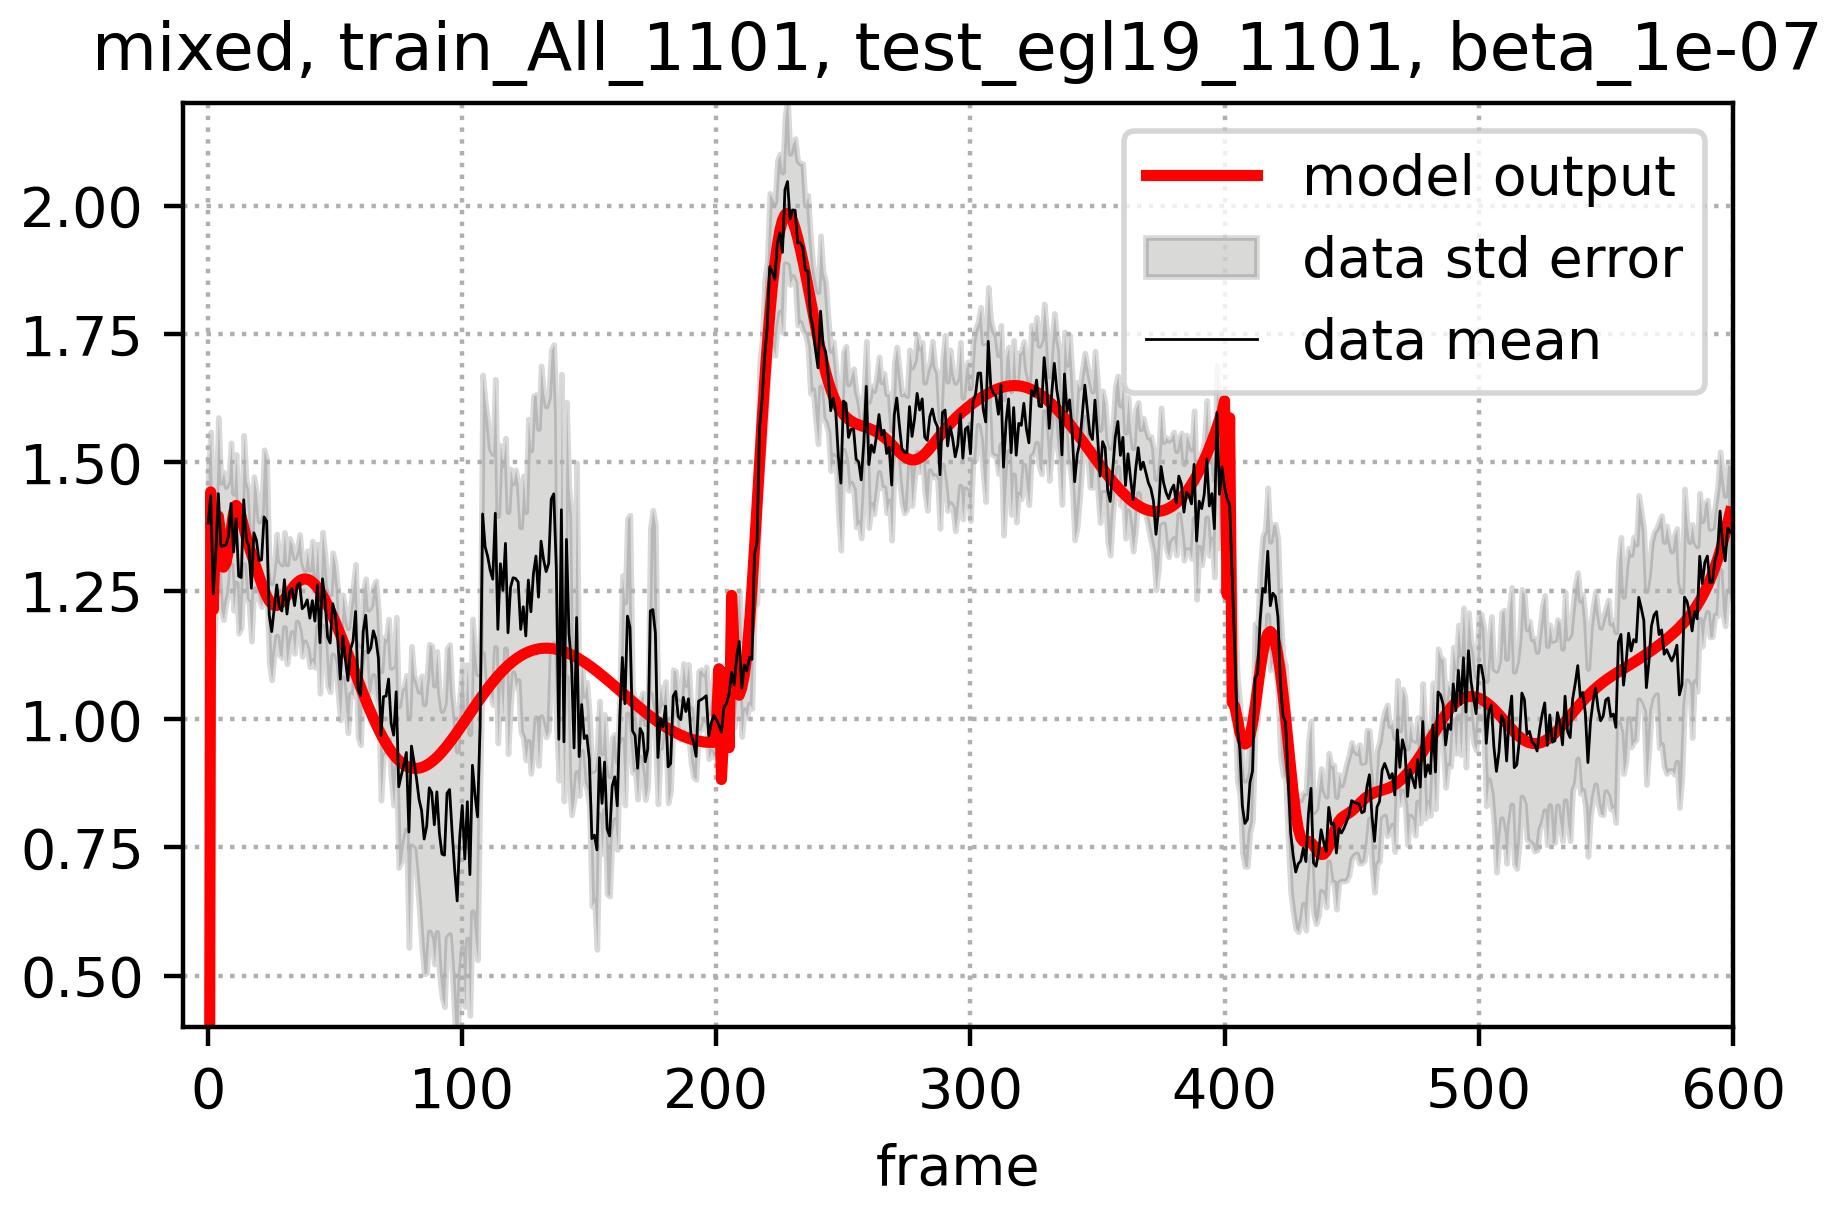 mixed, train_All_1101, test_egl19_1101, beta_1e-07
model output
data std error
data mean
2.00
1.75
1.50
1.25
1.00
0.75
0.50
0 100 200 300 400 500 600
frame